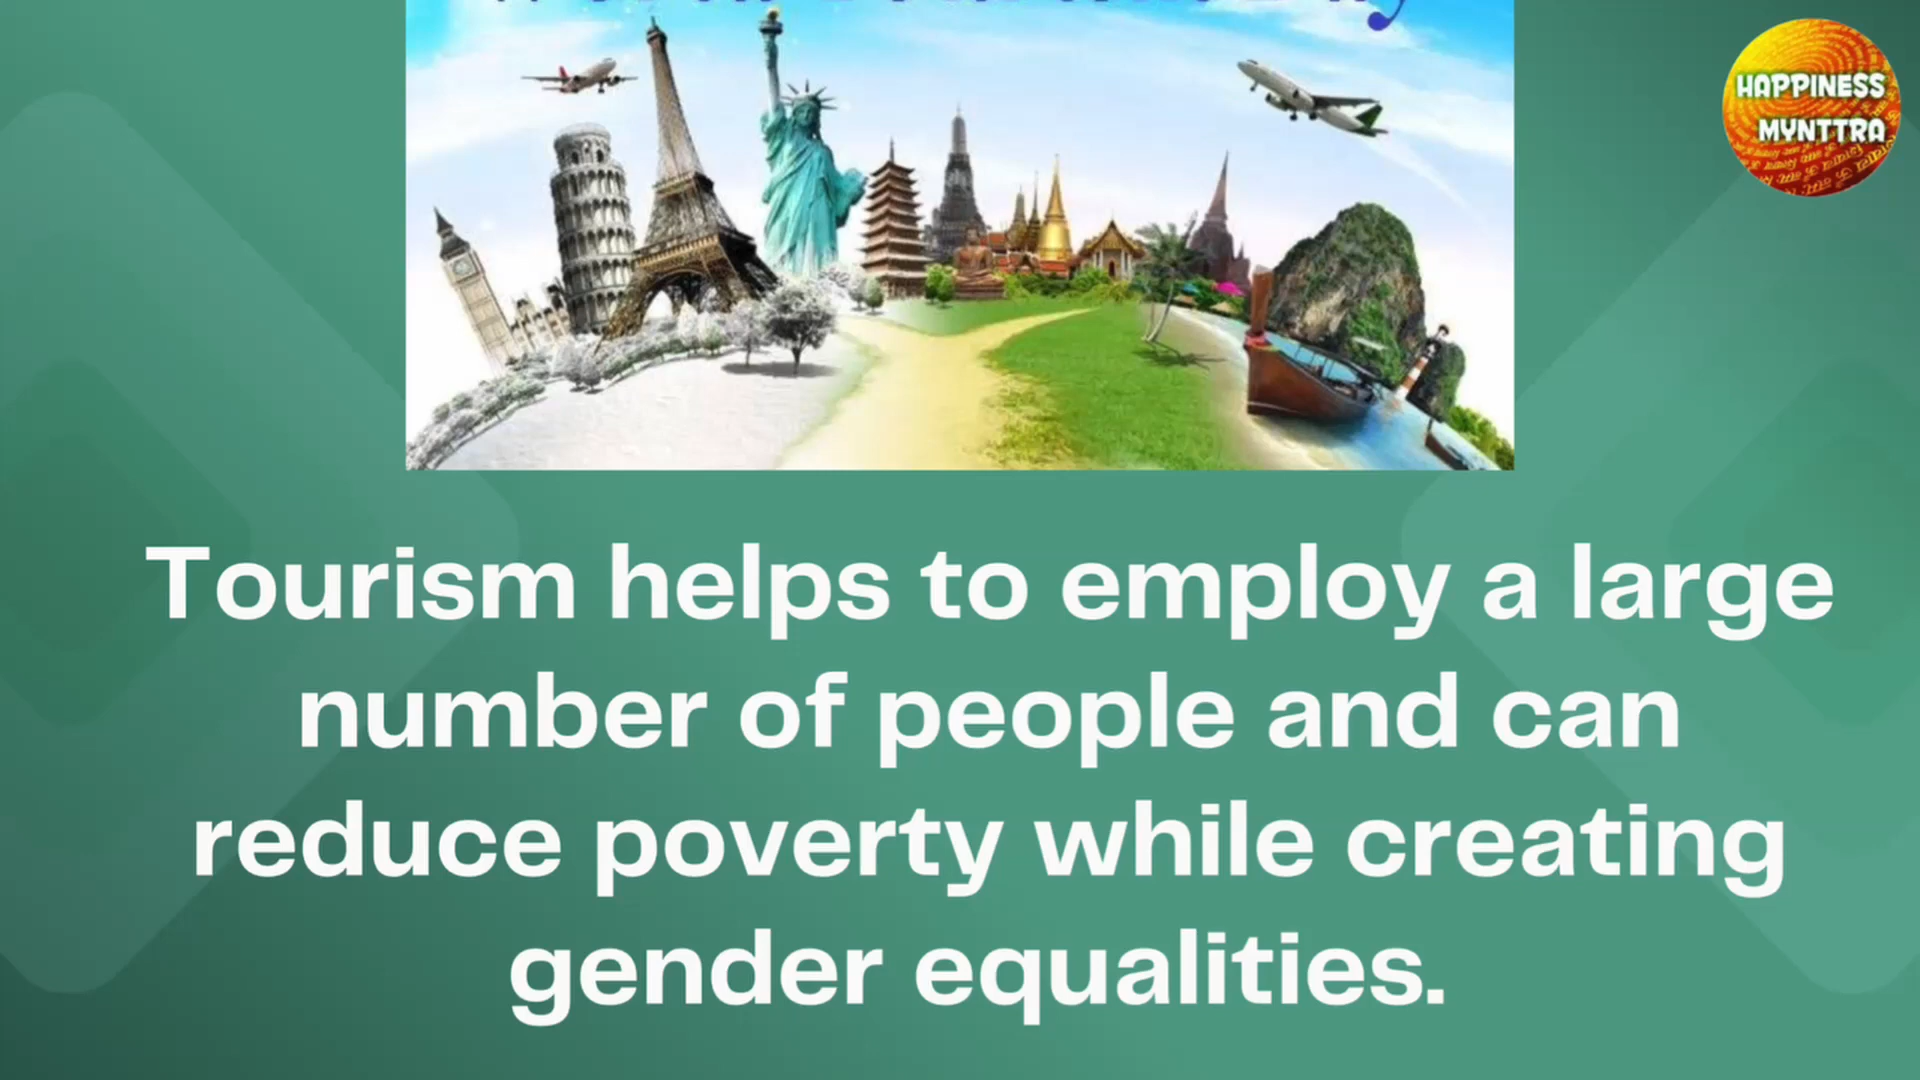 HAPPINESS
MYNTTRA
Tourism helps to employ a large
number of people and can
reduce poverty while creating
gender equalities.